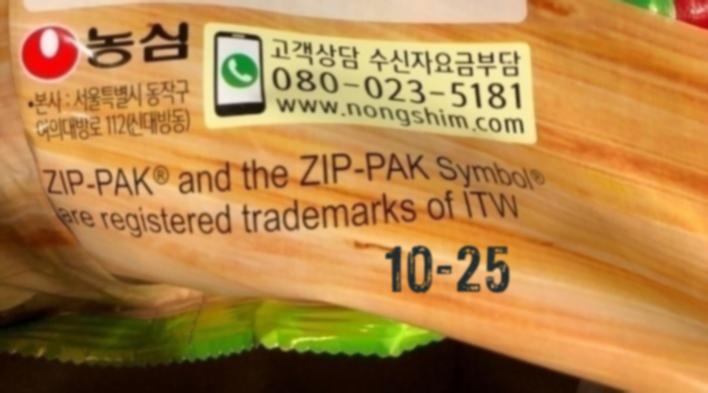 농심
고객상담 수신자요금부담
080-023-5181
www.nongshim.com
•본사 : 서울특별시 동작구
여의대방로 112(신대방동)
ZIP-PAK® and the ZIP-PAK Symbol®
are registered trademarks of ITW
10-25